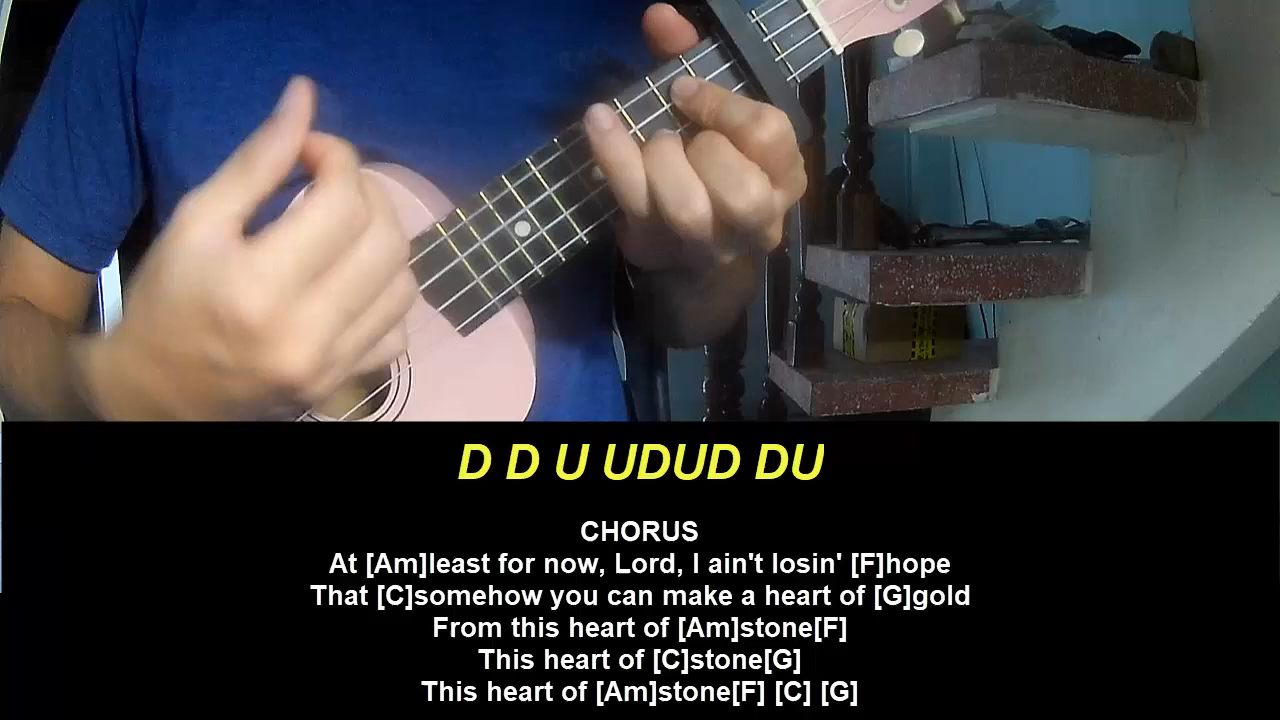 D D U UDUD DU
CHORUS
At [Am]least for now, Lord, I ain't losin' [F]hope
That [C]somehow you can make a heart of [G]gold
From this heart of [Am]stone[F]
This heart of [C]stone[G]
This heart of [Am]stone[F] [C] [G]